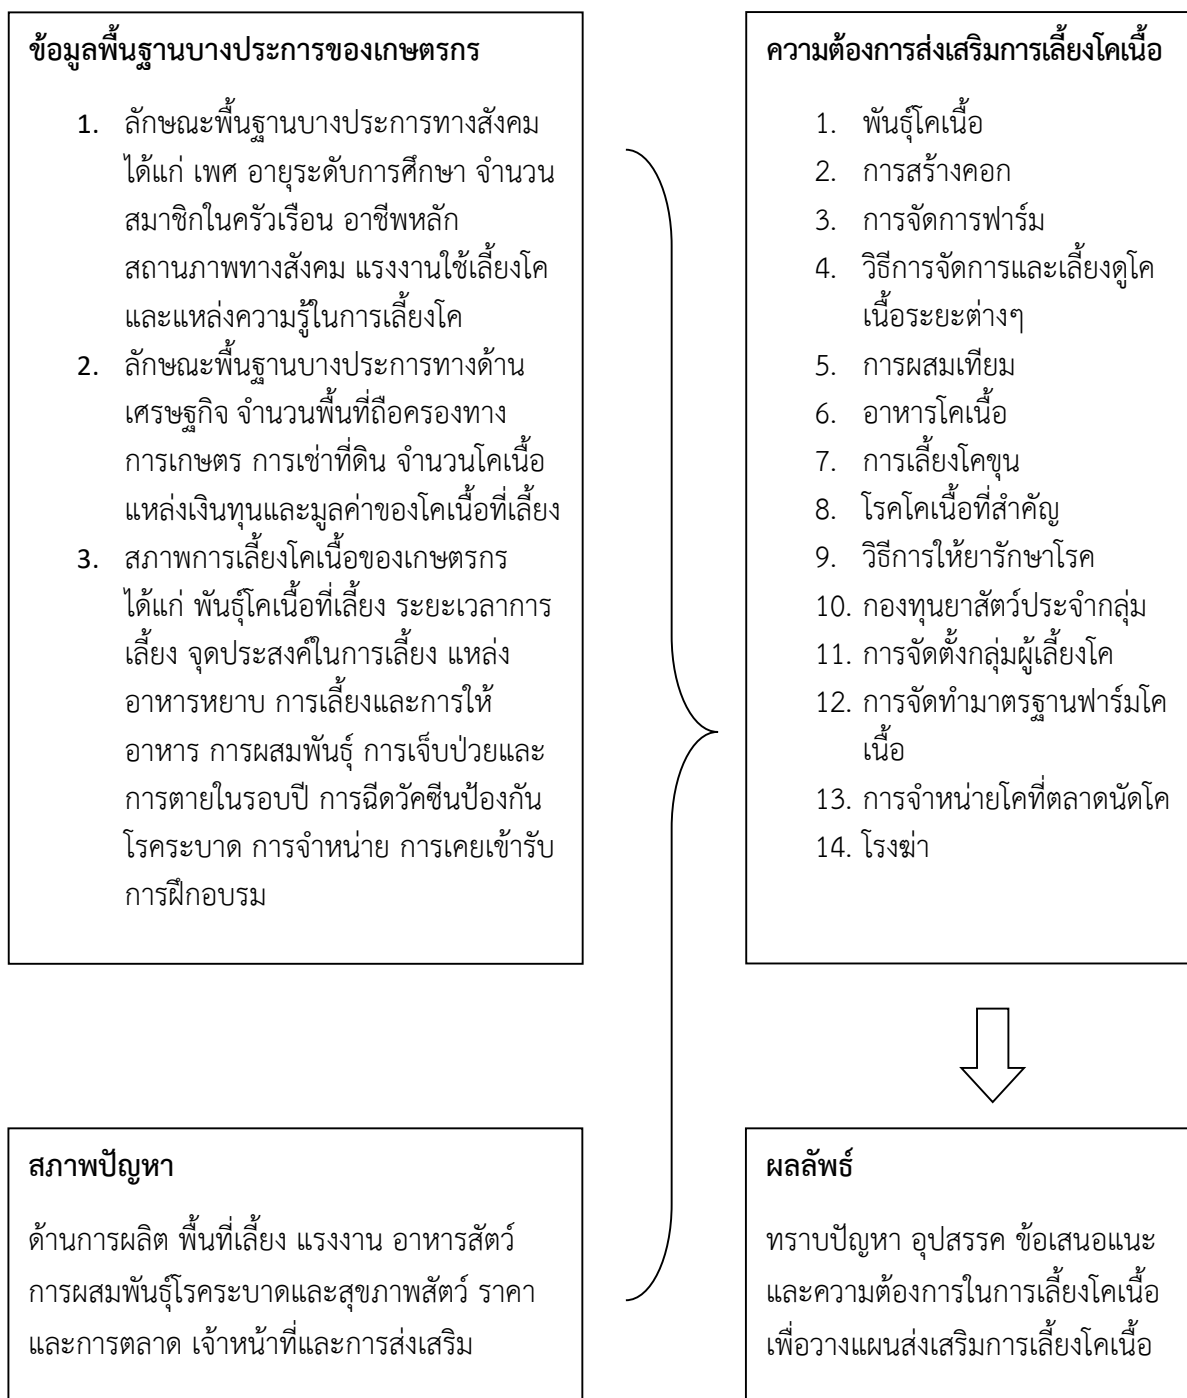 ข้อมูลพื้นฐานบางประการของเกษตรกร
1. ลักษณะพื้นฐานบางประการทางสังคม
ได้แก่ เพศ อายุระดับการศึกษา จำนวน
สมาชิกในครัวเรือน อาชีพหลัก
สถานภาพทางสังคม แรงงานใช้เลี้ยงโค
และแหล่งความรู้ในการเลี้ยงโค
2. ลักษณะพื้นฐานบางประการทางด้าน
เศรษฐกิจ จำนวนพื้นที่ถือครองทาง
การเกษตร การเช่าที่ดิน จำนวนโคเนื้อ
แหล่งเงินทุนและมูลค่าของโคเนื้อที่เลี้ยง
3. สภาพการเลี้ยงโคเนื้อของเกษตรกร
ได้แก่ พันธุ์โคเนื้อที่เลี้ยง ระยะเวลาการ
เลี้ยง จุดประสงค์ในการเลี้ยง แหล่ง
อาหารหยาบ การเลี้ยงและการให้
อาหาร การผสมพันธุ์ การเจ็บป่วยและ
การตายในรอบปี การฉีดวัคซีนป้องกัน
โรคระบาด การจำหน่าย การเคยเข้ารับ
การฝึกอบรม
ความต้องการส่งเสริมการเลี้ยงโคเนื้อ
1. พันธุ์โคเนื้อ
2. การสร้างคอก
3. การจัดการฟาร์ม
4. วิธีการจัดการและเลี้ยงดูโค
เนื้อระยะต่างๆ
5. การผสมเทียม
6. อาหารโคเนื้อ
7. การเลี้ยงโคขุน
8. โรคโคเนื้อที่สำคัญ
9. วิธีการให้ยารักษาโรค
10. กองทุนยาสัตว์ประจำกลุ่ม
11. การจัดตั้งกลุ่มผู้เลี้ยงโค
12. การจัดทำมาตรฐานฟาร์มโค
เนื้อ
13. การจำหน่ายโคที่ตลาดนัดโค
14. โรงฆ่า
สภาพปัญหา
ด้านการผลิต พื้นที่เลี้ยง แรงงาน อาหารสัตว์
การผสมพันธุ์โรคระบาดและสุขภาพสัตว์ ราคา
และการตลาด เจ้าหน้าที่และการส่งเสริม
ผลลัพธ์
ทราบปัญหา อุปสรรค ข้อเสนอแนะ
และความต้องการในการเลี้ยงโคเนื้อ
เพื่อวางแผนส่งเสริมการเลี้ยงโคเนื้อ